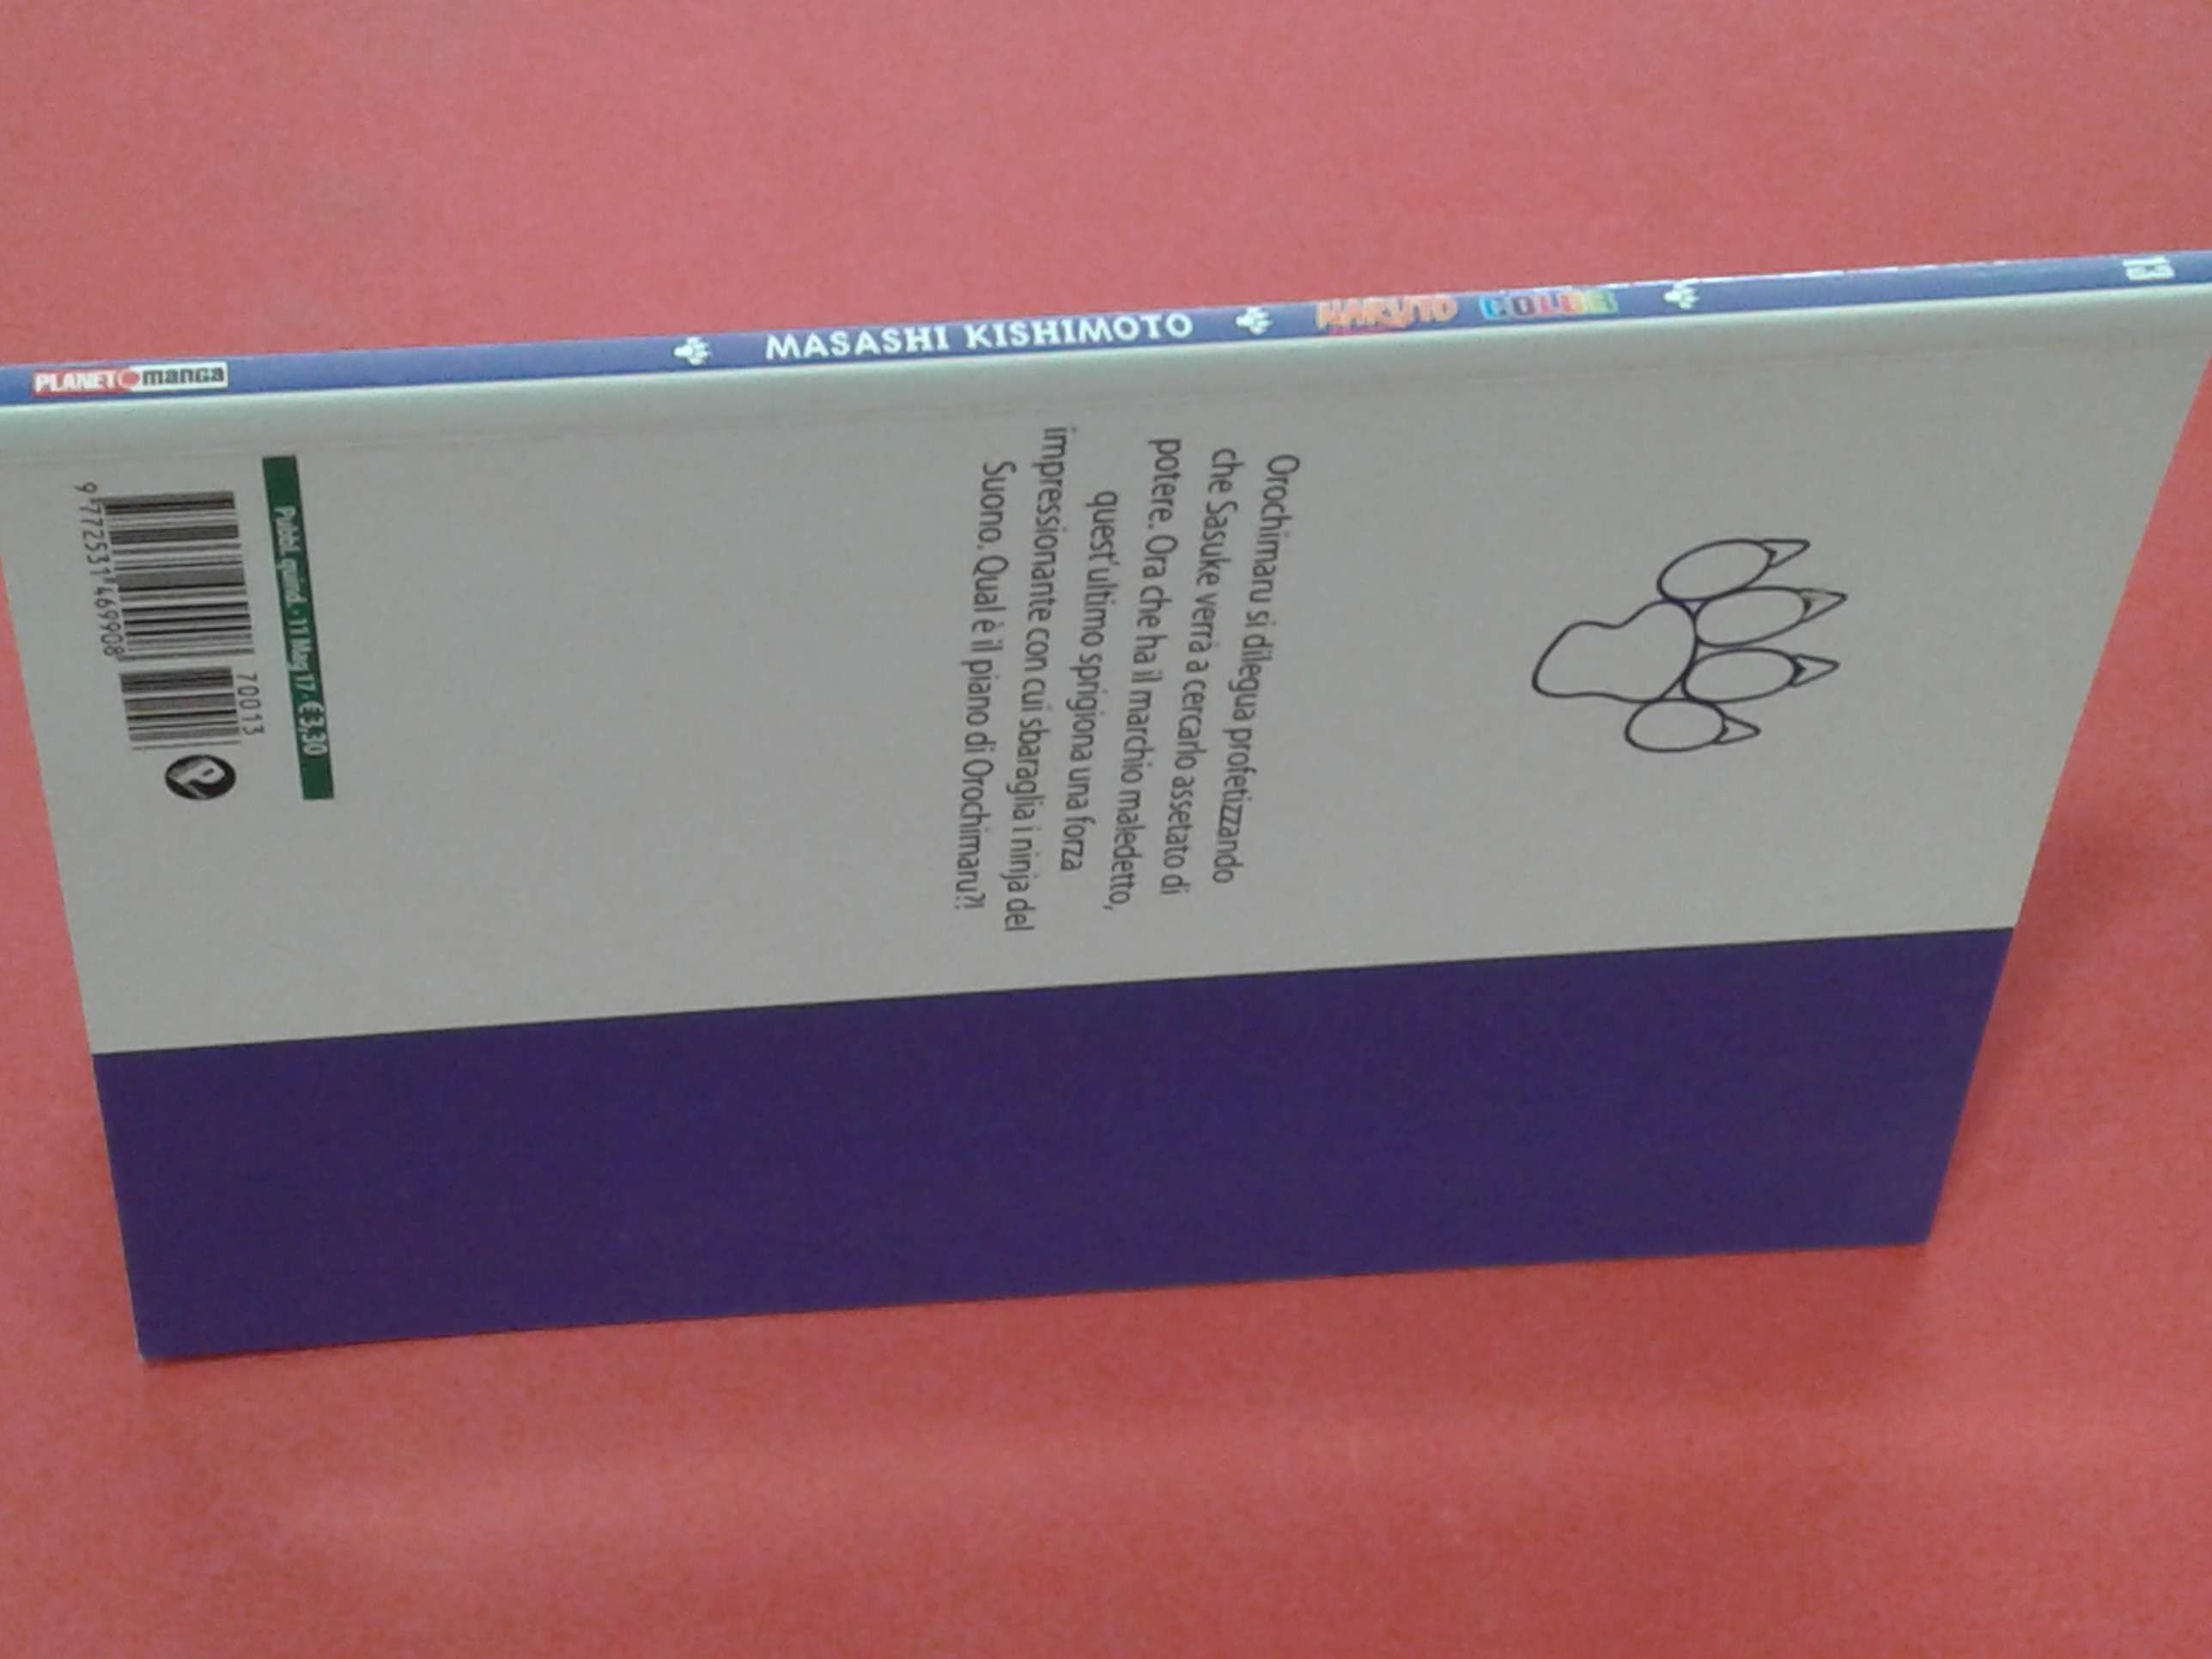 PLANET manga
MASASHI KISHIMOTO
NARUTO COLOR
13
Orochimaru si dilegua profetizzando
che Sasuke verrà a cercarlo assetato di
potere. Ora che ha il marchio maledetto,
quest'ultimo sprigiona una forza
impressionante con cui sbaraglia i ninja del
Suono. Qual è il piano di Orochimaru?!
Pubbl. quind. • 11 Mag 17 • €3,30
70013
9 772531 469908
P